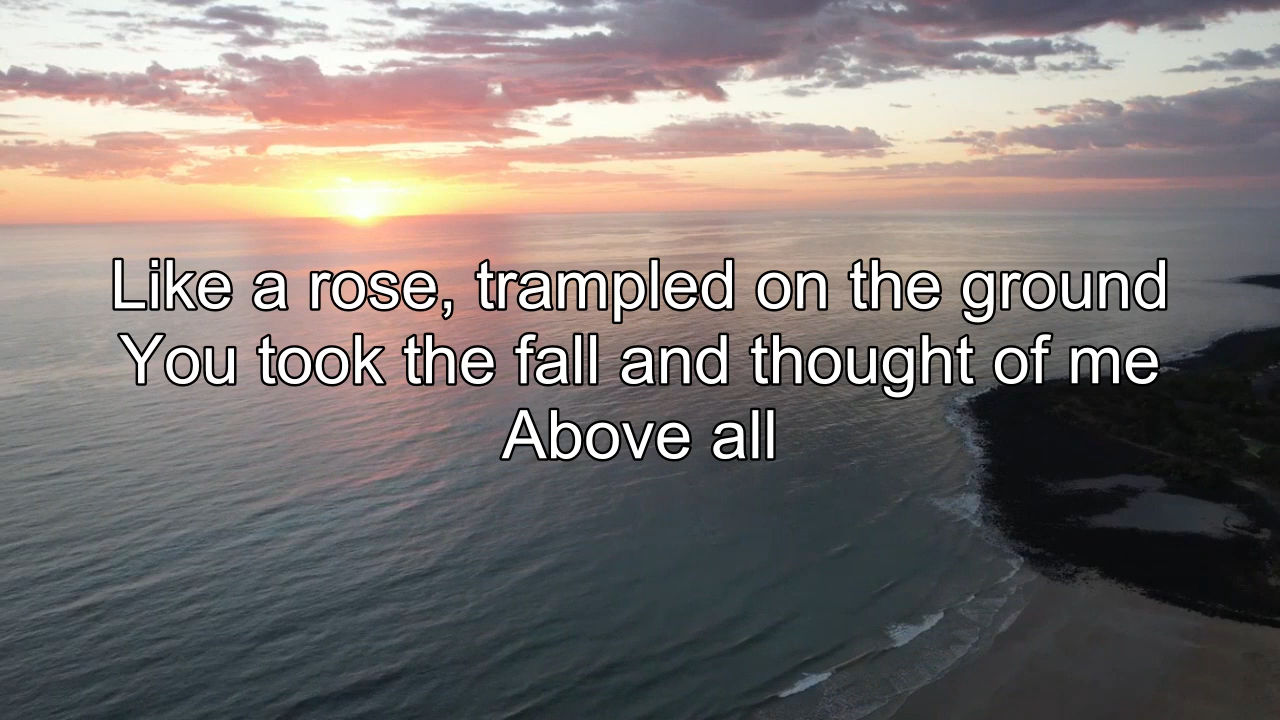 Like a rose, trampled on the ground
You took the fall and thought of me
Above all